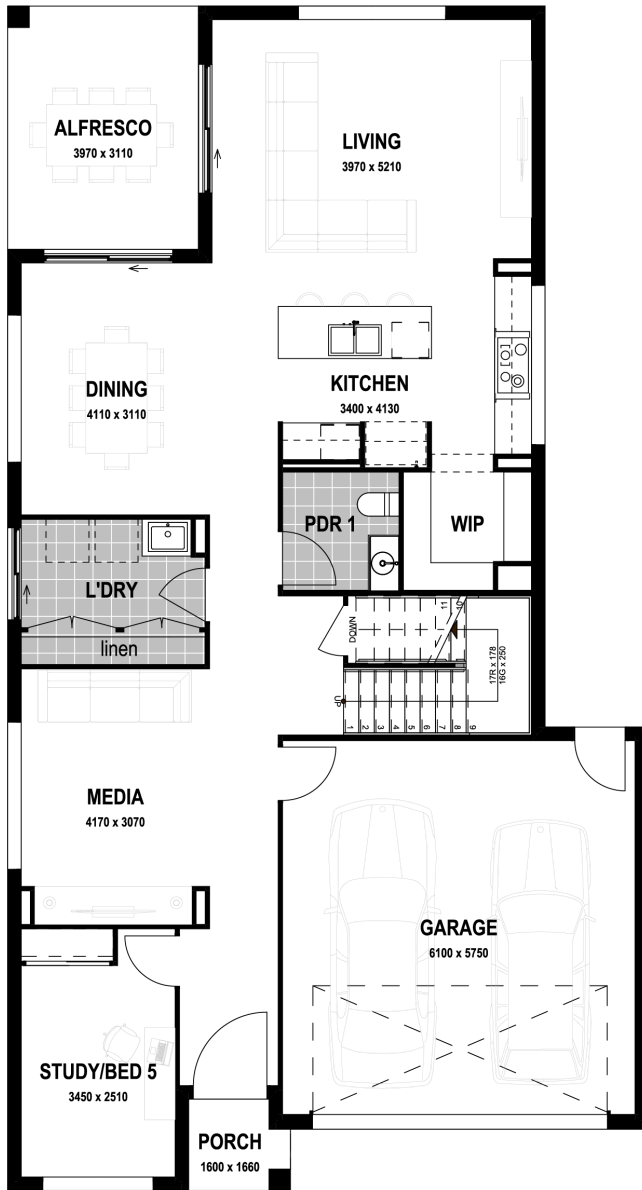 ALFRESCO
3970 x 3110
LIVING
3970 x 5210
DINING
4110 x 3110
KITCHEN
3400 x 4130
PDR 1
WIP
L'DRY
linen
DOWN
11
10
17R x 178
16G x 250
UP
1
2
3
4
5
6
7
8
9
MEDIA
4170 x 3070
GARAGE
6100 x 5750
STUDY/BED 5
3450 x 2510
PORCH
1600 x 1660